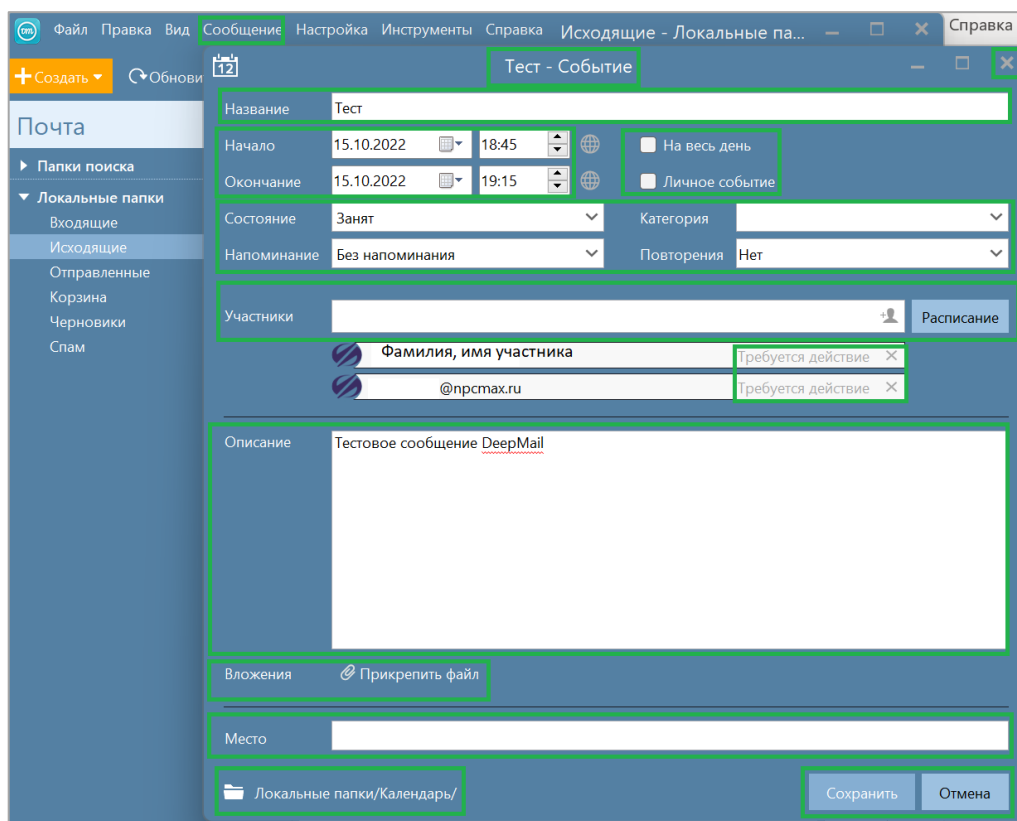 Файл Правка Вид Сообщение Настройка Инструменты Справка Исходящие - Локальные па... Справка
Создать Обнови
12 Тест - Событие
Почта
Папки поиска
Локальные папки
Входящие
Исходящие
Отправленные
Корзина
Черновики
Спам
Название Тест
Начало 15.10.2022 18:45 На весь день
Окончание 15.10.2022 19:15 Личное событие
Состояние Занят Категория
Напоминание Без напоминания Повторения Нет
Участники Расписание
Фамилия, имя участника Требуется действие
@npcmax.ru Требуется действие
Описание Тестовое сообщение DeepMail
Вложения Прикрепить файл
Место
Локальные папки/Календарь/ Сохранить Отмена